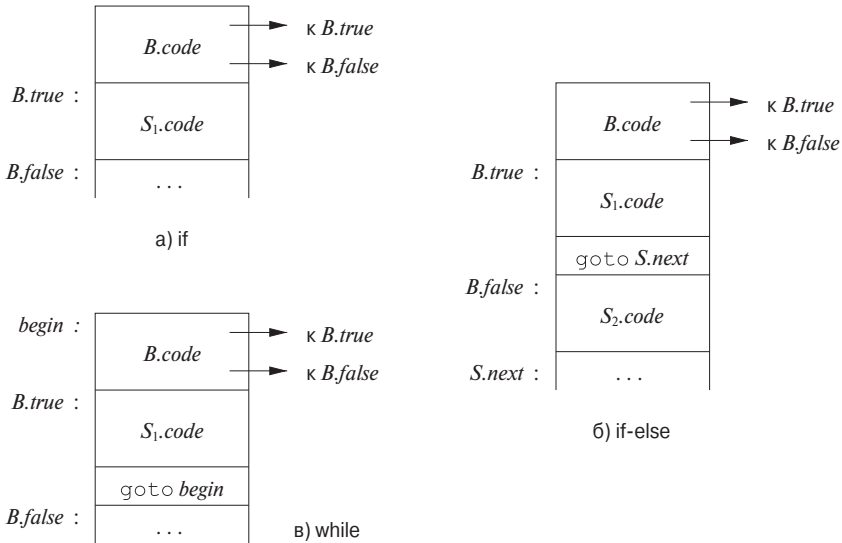 B.code
к B.true
к B.false
B.true :
S₁.code
B.false :
. . .
а) if
B.code
к B.true
к B.false
B.true :
S₁.code
goto S.next
B.false :
S₂.code
S.next :
. . .
б) if-else
begin :
B.code
к B.true
к B.false
B.true :
S₁.code
goto begin
B.false :
. . .
в) while